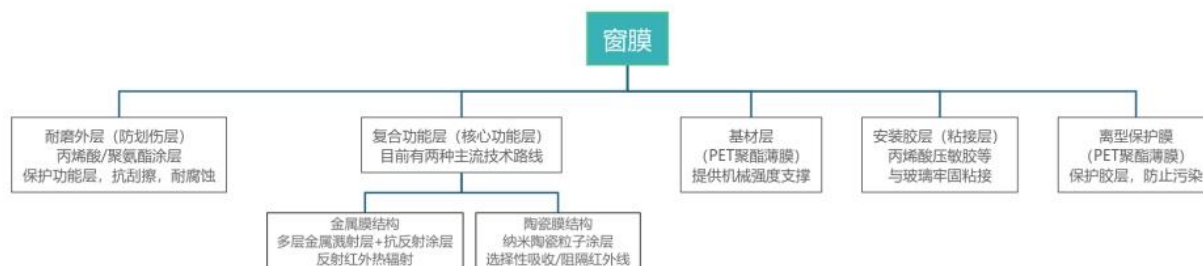 窗膜
耐磨外层（防划伤层）
丙烯酸/聚氨酯涂层
保护功能层，抗刮擦，耐腐蚀
复合功能层（核心功能层）
目前有两种主流技术路线
基材层
（PET聚酯薄膜）
提供机械强度支撑
安装胶层（粘接层）
丙烯酸压敏胶等
与玻璃牢固粘接
离型保护膜
（PET聚酯薄膜）
保护胶层，防止污染
金属膜结构
多层金属溅射层+抗反射涂层
反射红外热辐射
陶瓷膜结构
纳米陶瓷粒子涂层
选择性吸收/阻隔红外线